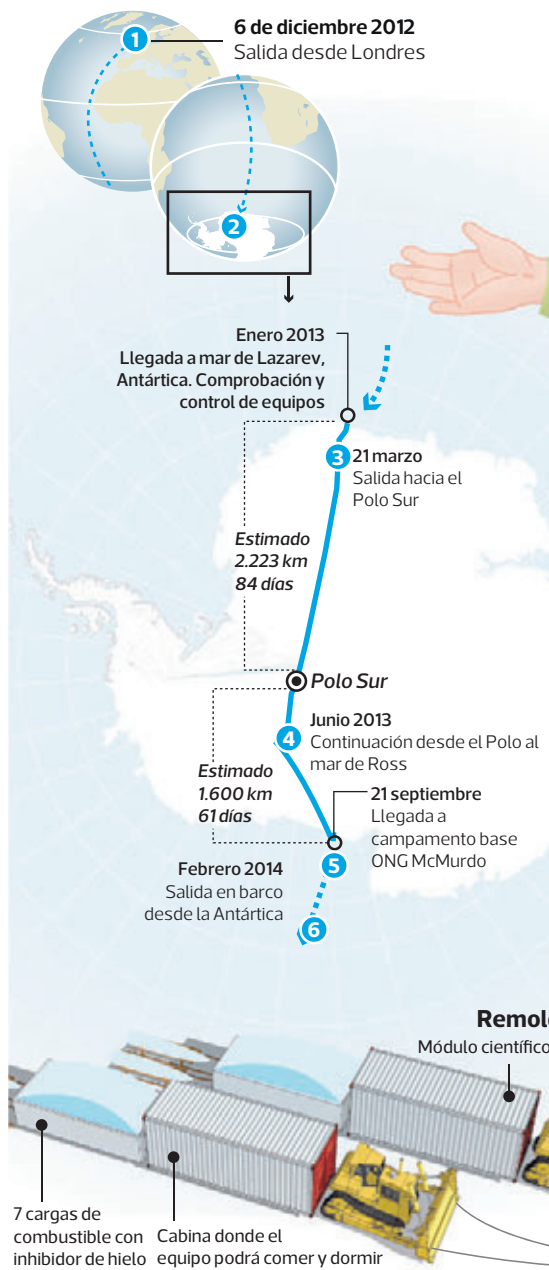 1
6 de diciembre 2012
Salida desde Londres
2
Enero 2013
Llegada a mar de Lazarev,
Antártica. Comprobación y
control de equipos
3
21 marzo
Salida hacia el
Polo Sur
Estimado
2.223 km
84 días
Polo Sur
4
Junio 2013
Continuación desde el Polo al
mar de Ross
Estimado
1.600 km
61 días
21 septiembre
Llegada a
campamento base
ONG McMurdo
5
Febrero 2014
Salida en barco
desde la Antártica
6
Remol
Módulo científico
7 cargas de
combustible con
inhibidor de hielo
Cabina donde el
equipo podrá comer y dormir